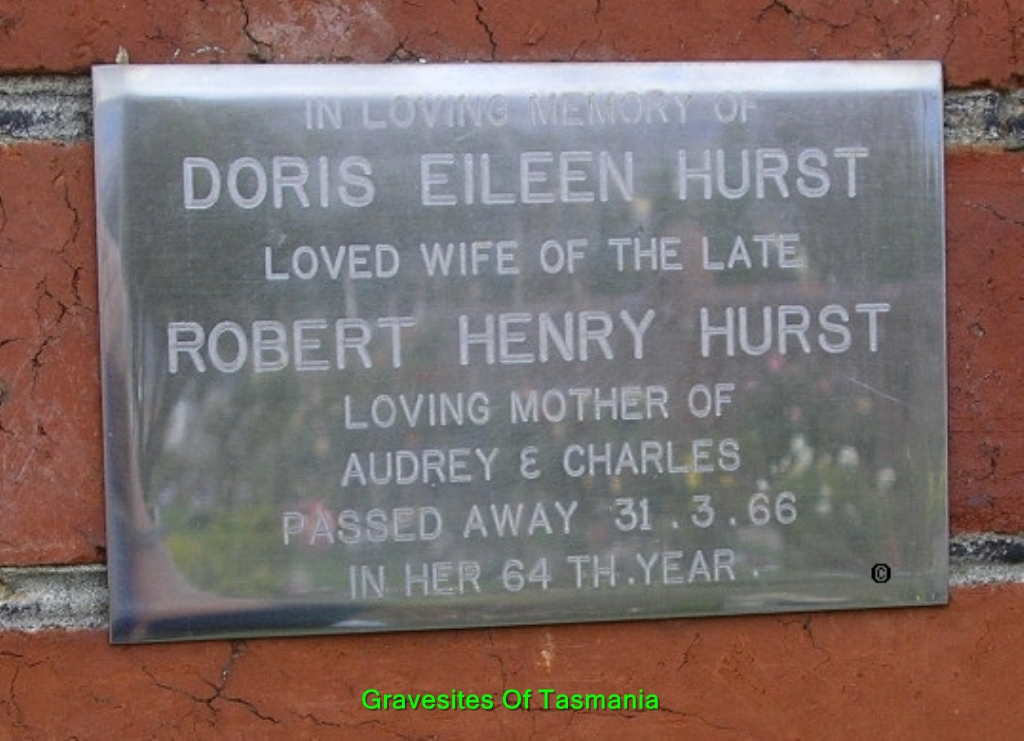 IN LOVING MEMORY OF
DORIS EILEEN HURST
LOVED WIFE OF THE LATE
ROBERT HENRY HURST
LOVING MOTHER OF
AUDREY & CHARLES
PASSED AWAY 31.3.66
IN HER 64 TH.YEAR.
©
Gravesites Of Tasmania